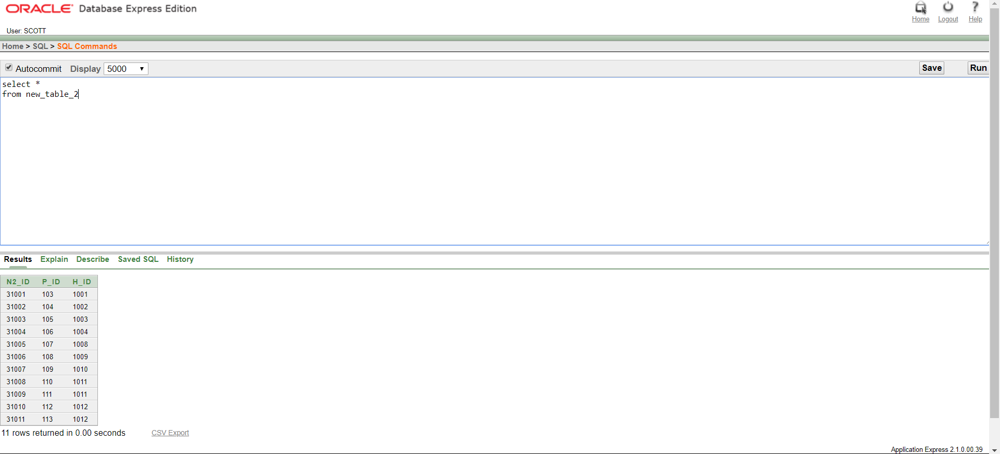 ORACLE Database Express Edition
Home Logout Help
User: SCOTT
Home > SQL > SQL Commands
Autocommit Display 5000 Save Run
select *
from new_table_2
Results Explain Describe Saved SQL History
N2_ID P_ID H_ID
31001 103 1001
31002 104 1002
31003 105 1003
31004 106 1004
31005 107 1008
31006 108 1009
31007 109 1010
31008 110 1011
31009 111 1011
31010 112 1012
31011 113 1012
11 rows returned in 0.00 seconds CSV Export
Application Express 2.1.0.00.39